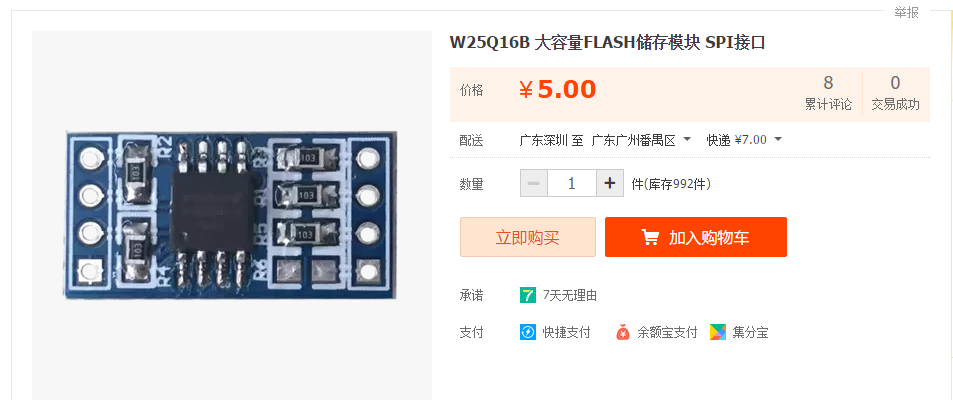 举报
W25Q16B 大容量FLASH储存模块 SPI接口
价格 ¥5.00 8 0
累计评论 交易成功
配送 广东深圳 至 广东广州番禺区 快递 ¥7.00
数量 1 件(库存992件)
立即购买 加入购物车
承诺 7 7天无理由
支付 快捷支付 余额宝支付 集分宝
R2
103
103
R4
103
R1
103
R5
103
R6